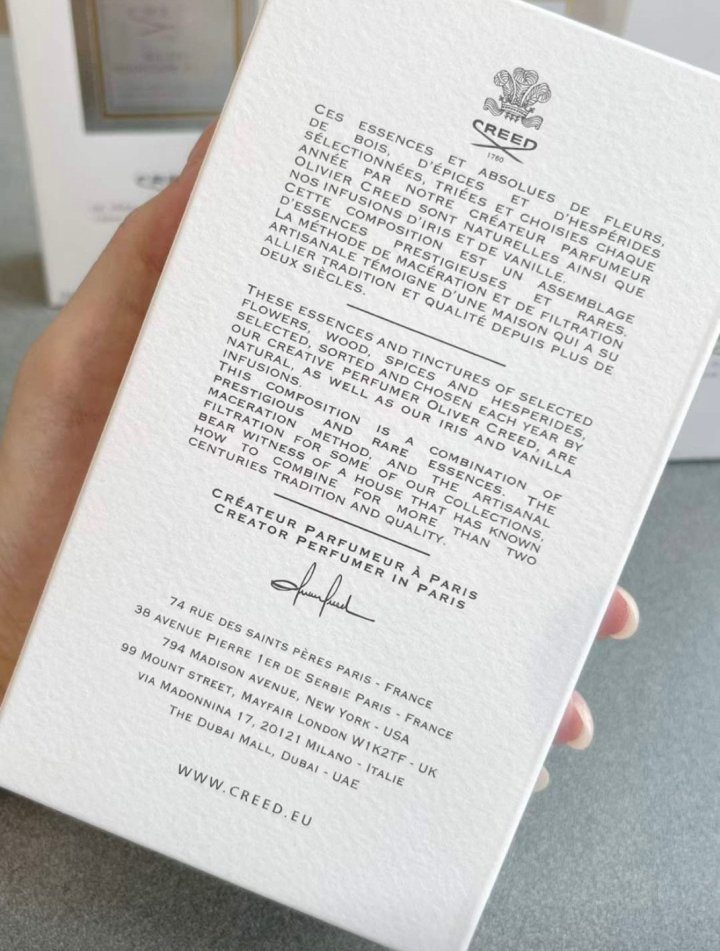 CREED
1760
CES ESSENCES ET ABSOLUES DE FLEURS,
DE BOIS, D'ÉPICES ET D'HESPÉRIDES
SÉLECTIONNÉES, TRIÉES ET CHOISIES CHAQUE
ANNÉE PAR NOTRE CRÉATEUR PARFUMEUR
OLIVIER CREED SONT NATURELLES AINSI QUE
NOS INFUSIONS D'IRIS ET DE VANILLE.
CETTE COMPOSITION EST UN ASSEMBLAGE
D'ESSENCES PRESTIGIEUSES ET RARES.
LA MÉTHODE DE MACÉRATION ET DE FILTRATION
ARTISANALE TÉMOIGNE D'UNE MAISON QUI A SU
ALLIER TRADITION ET QUALITÉ DEPUIS PLUS DE
DEUX SIÈCLES.
THESE ESSENCES AND TINCTURES OF SELECTED
FLOWERS, WOOD, SPICES AND HESPERIDES,
SELECTED, SORTED AND CHOSEN EACH YEAR BY
OUR CREATIVE PERFUMER OLIVER CREED, ARE
NATURAL, AS WELL AS OUR IRIS AND VANILLA
INFUSIONS.
THIS COMPOSITION IS A COMBINATION OF
PRESTIGIOUS AND RARE ESSENCES. THE
MACERATION METHOD, AND THE ARTISANAL
FILTRATION FOR SOME OF OUR COLLECTIONS,
BEAR WITNESS OF A HOUSE THAT HAS KNOWN
HOW TO COMBINE FOR MORE THAN TWO
CENTURIES TRADITION AND QUALITY.
CRÉATEUR PARFUMEUR À PARIS
CREATOR PERFUMER IN PARIS
74 RUE DES SAINTS PÈRES PARIS - FRANCE
38 AVENUE PIERRE 1ER DE SERBIE PARIS - FRANCE
794 MADISON AVENUE, NEW YORK - USA
99 MOUNT STREET, MAYFAIR LONDON W1K2TF - UK
VIA MADONNINA 17, 20121 MILANO - ITALIE
THE DUBAI MALL, DUBAI - UAE
WWW.CREED.EU